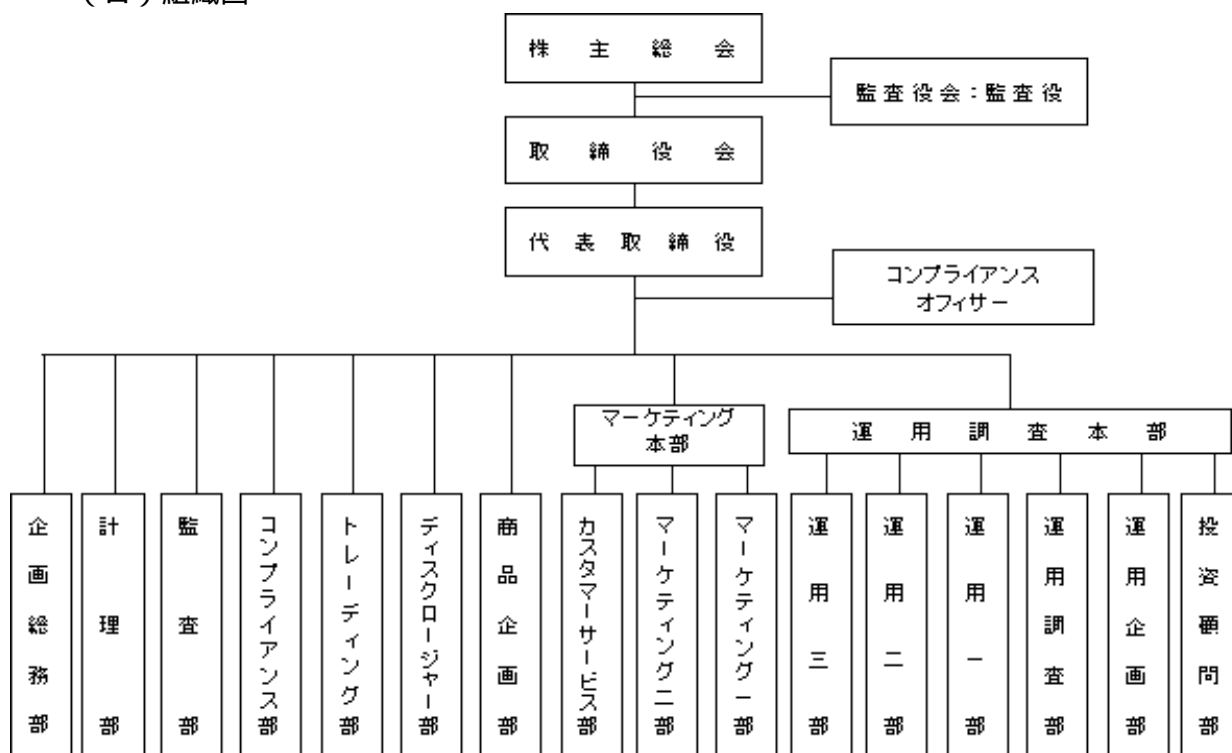 株主総会
監査役会：監査役
取締役会
代表取締役
コンプライアンス
オフィサー
マーケティング
本部
運用調査本部
企画総務部
計理部
監査部
コンプライアンス部
トレーディング部
ディスクロージャー部
商品企画部
カスタマーサービス部
マーケティング二部
マーケティング一部
運用三部
運用二部
運用一部
運用調査部
運用企画部
投資顧問部